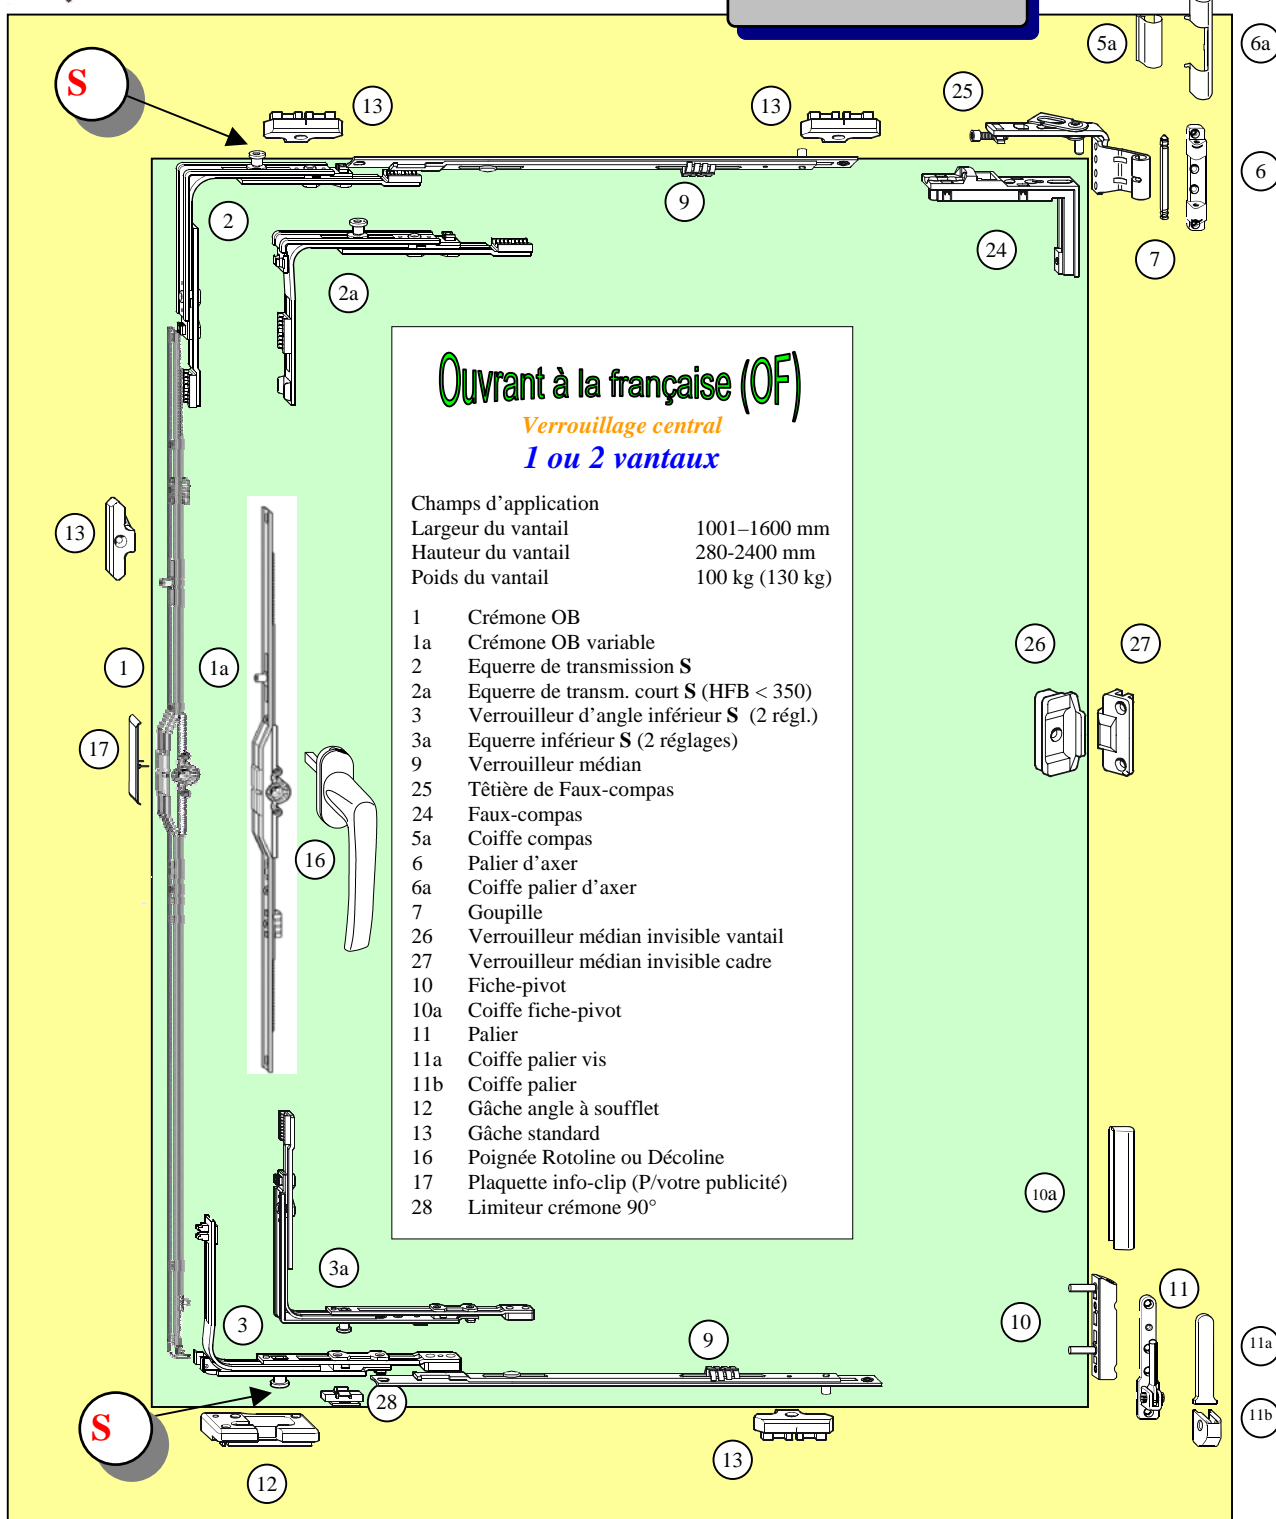 5a
6a
S
13
13
25
6
2
9
24
7
2a
Ouvrant à la française (OF)
Verrouillage central
1 ou 2 vantaux
Champs d'application
Largeur du vantail 1001–1600 mm
Hauteur du vantail 280-2400 mm
Poids du vantail 100 kg (130 kg)
1 Crémone OB
1a Crémone OB variable
2 Equerre de transmission S
2a Equerre de transm. court S (HFB < 350)
3 Verrouilleur d'angle inférieur S (2 régl.)
3a Equerre inférieur S (2 réglages)
9 Verrouilleur médian
25 Têtière de Faux-compas
24 Faux-compas
5a Coiffe compas
6 Palier d'axer
6a Coiffe palier d'axer
7 Goupille
26 Verrouilleur médian invisible vantail
27 Verrouilleur médian invisible cadre
10 Fiche-pivot
10a Coiffe fiche-pivot
11 Palier
11a Coiffe palier vis
11b Coiffe palier
12 Gâche angle à soufflet
13 Gâche standard
16 Poignée Rotoline ou Décoline
17 Plaquette info-clip (P/votre publicité)
28 Limiteur crémone 90°
13
1
1a
26
27
17
16
10a
3a
11
3
10
9
11a
28
11b
S
13
12